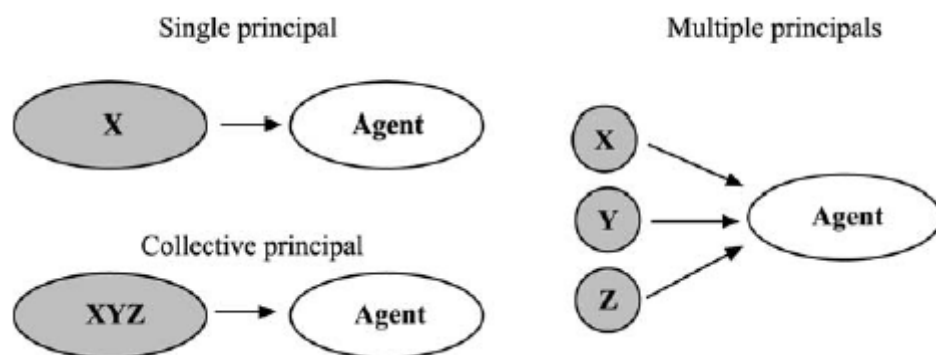 Single principal
X
Agent
Collective principal
XYZ
Agent
Multiple principals
X
Y
Z
Agent